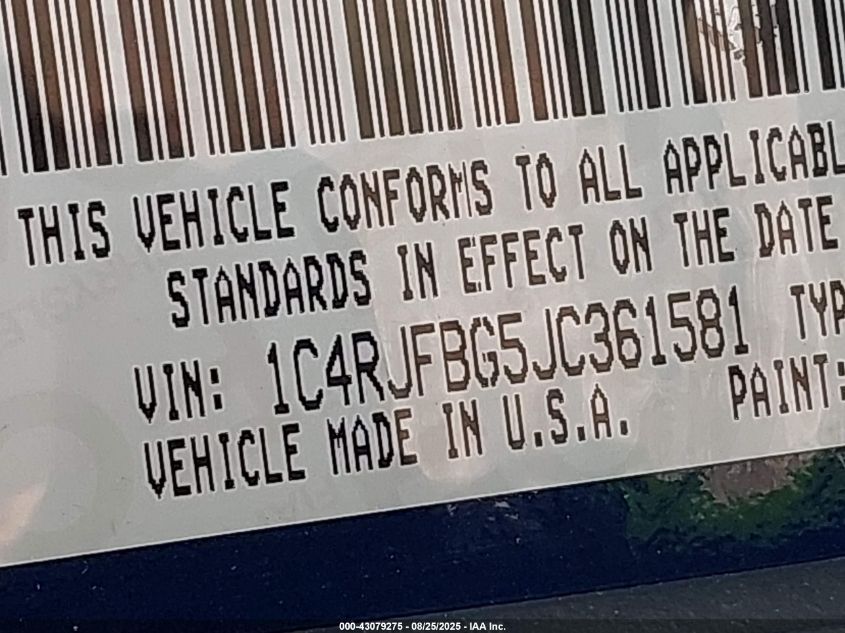 THIS VEHICLE CONFORMS TO ALL APPLICABL
STANDARDS IN EFFECT ON THE DATE
VIN: 1C4RJFBG5JC361581 TYP
VEHICLE MADE IN U.S.A. PAINT:
000-43079275 - 08/25/2025 - IAA Inc.